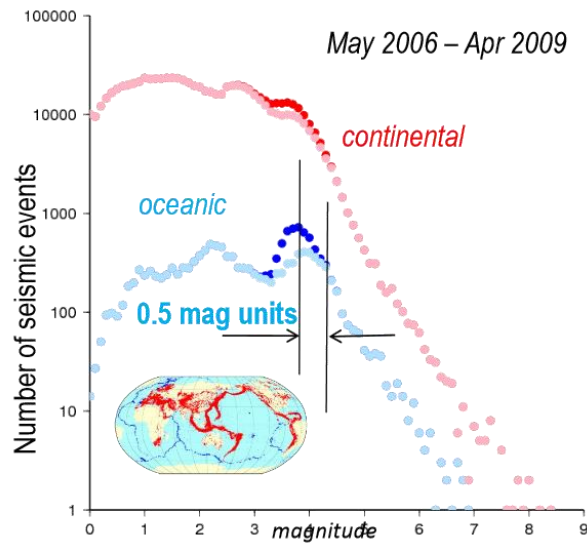 100000
May 2006 – Apr 2009
10000
continental
Number of seismic events
oceanic
1000
0.5 mag units
100
10
1
0 1 2 3 4 5 6 7 8 9
magnitude